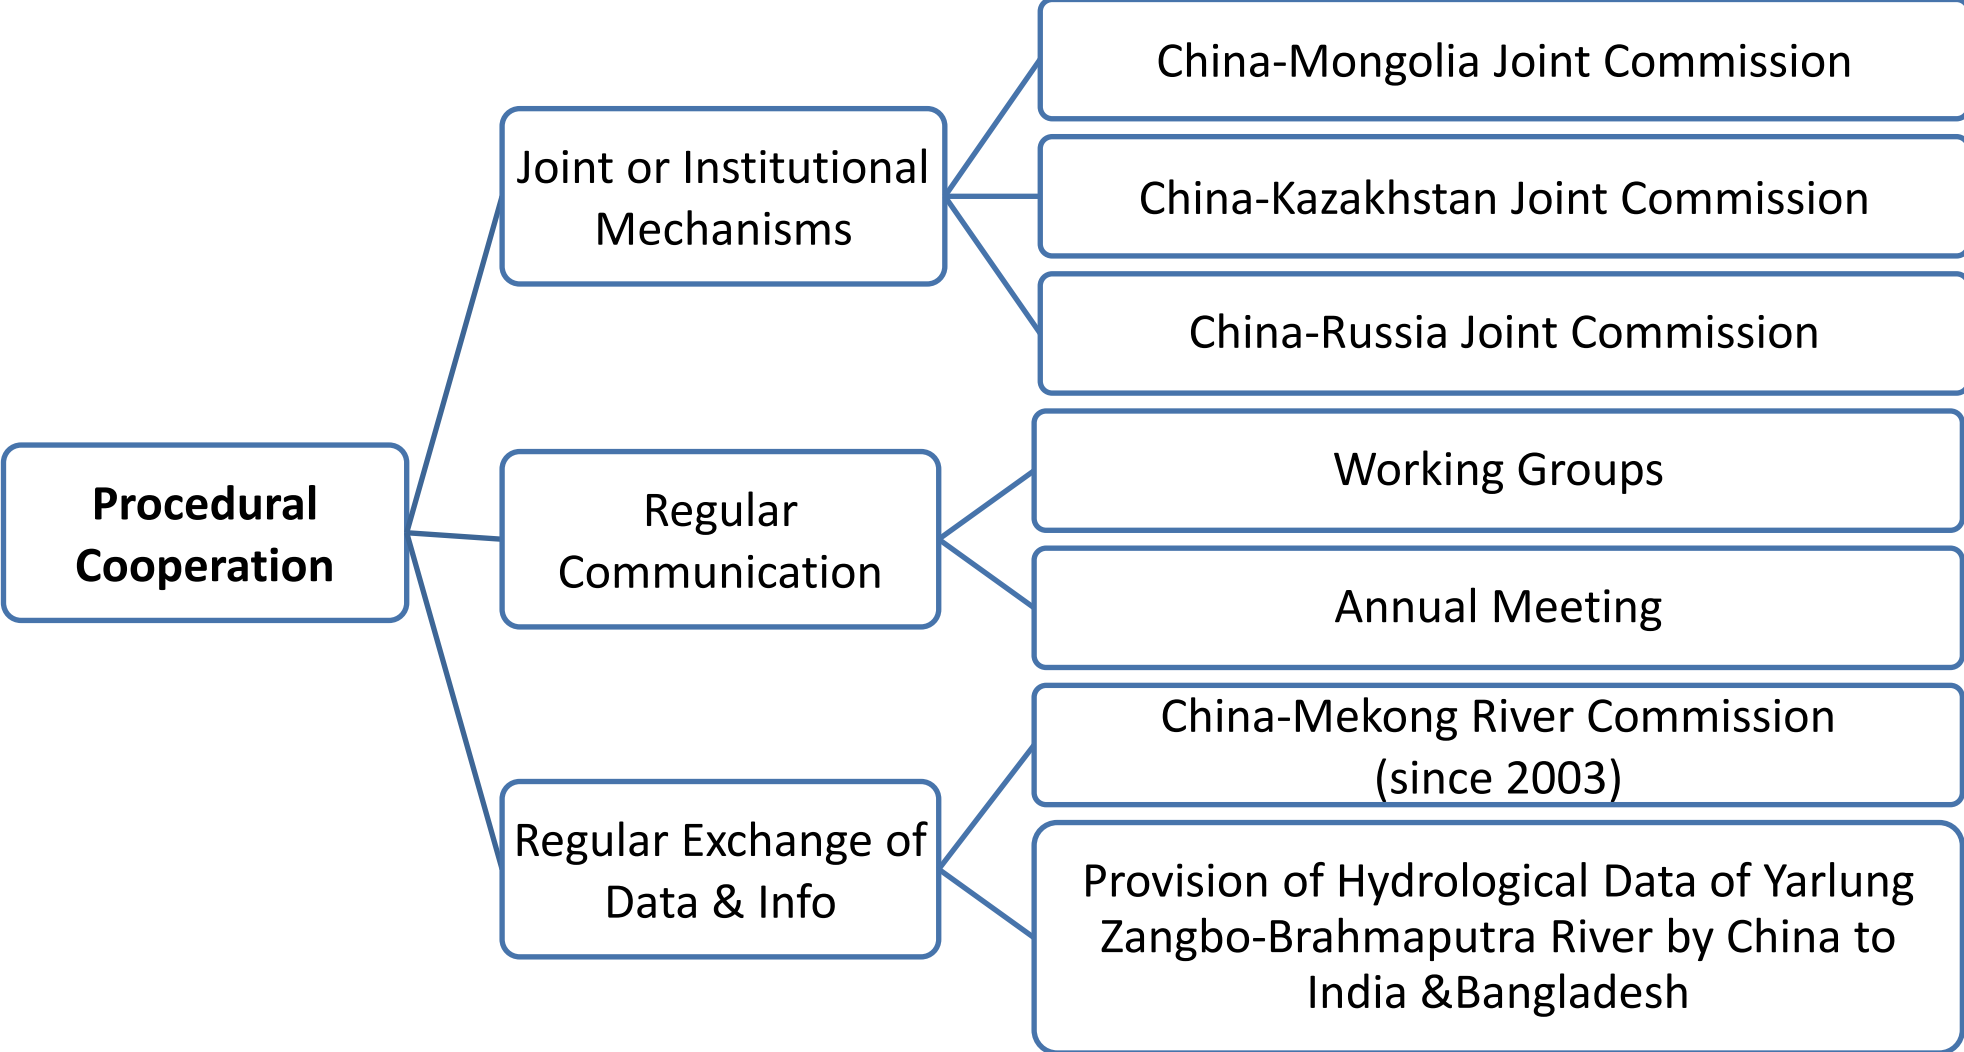 Procedural
Cooperation
Joint or Institutional
Mechanisms
China-Mongolia Joint Commission
China-Kazakhstan Joint Commission
China-Russia Joint Commission
Regular
Communication
Working Groups
Annual Meeting
Regular Exchange of
Data & Info
China-Mekong River Commission
(since 2003)
Provision of Hydrological Data of Yarlung
Zangbo-Brahmaputra River by China to
India &Bangladesh